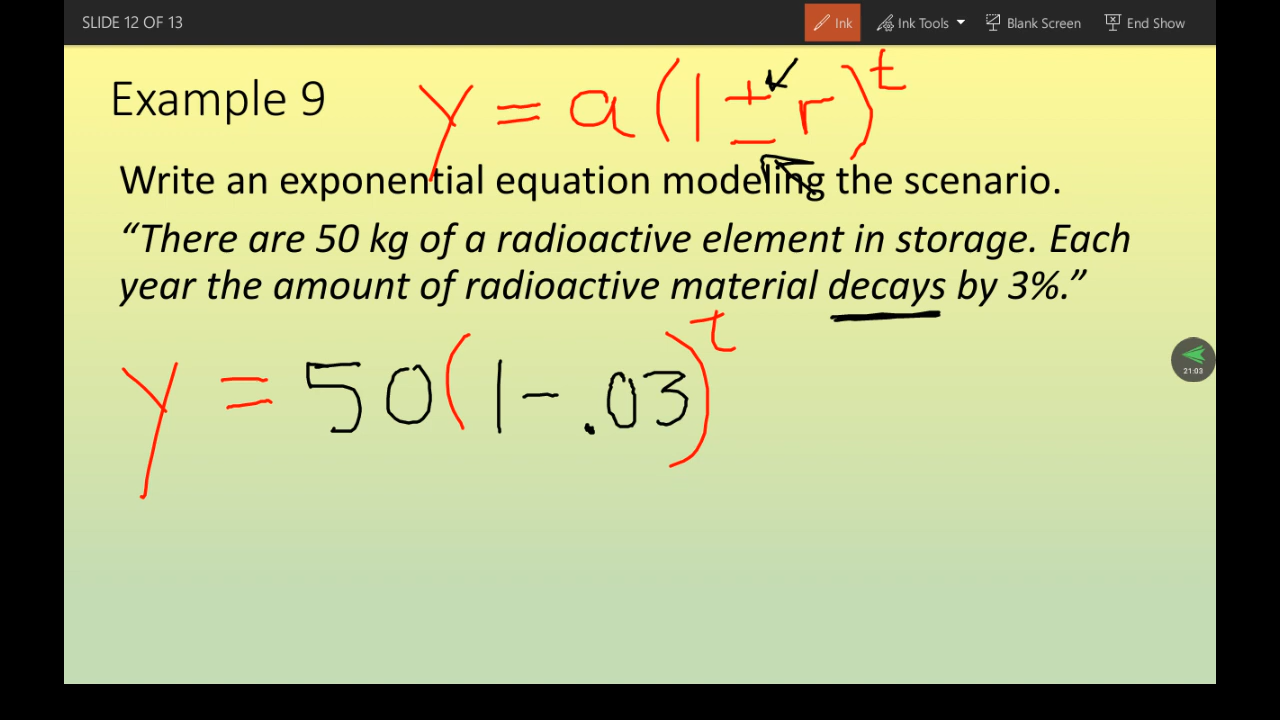 SLIDE 12 OF 13
Ink
Ink Tools
Blank Screen
End Show
Example 9
y = a(1 ± r)^t
Write an exponential equation modeling the scenario.
“There are 50 kg of a radioactive element in storage. Each
year the amount of radioactive material decays by 3%.”
y = 50(1 - .03)^t
21:03